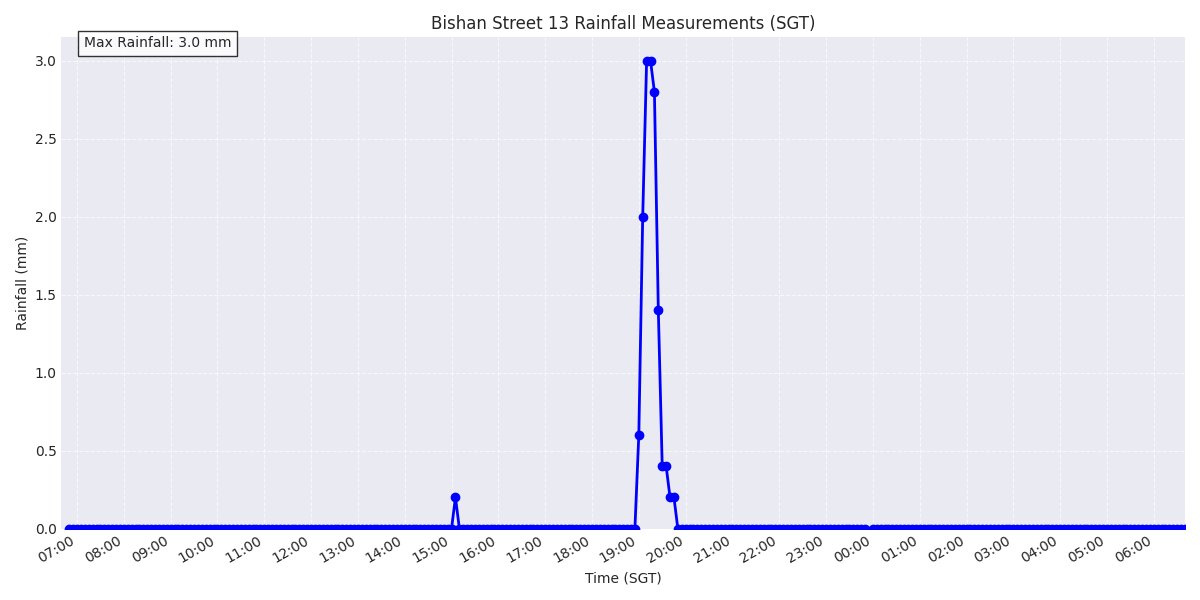 Bishan Street 13 Rainfall Measurements (SGT)
Max Rainfall: 3.0 mm
3.0
2.5
2.0
1.5
1.0
0.5
0.0
Rainfall (mm)
07:00 08:00 09:00 10:00 11:00 12:00 13:00 14:00 15:00 16:00 17:00 18:00 19:00 20:00 21:00 22:00 23:00 00:00 01:00 02:00 03:00 04:00 05:00 06:00
Time (SGT)